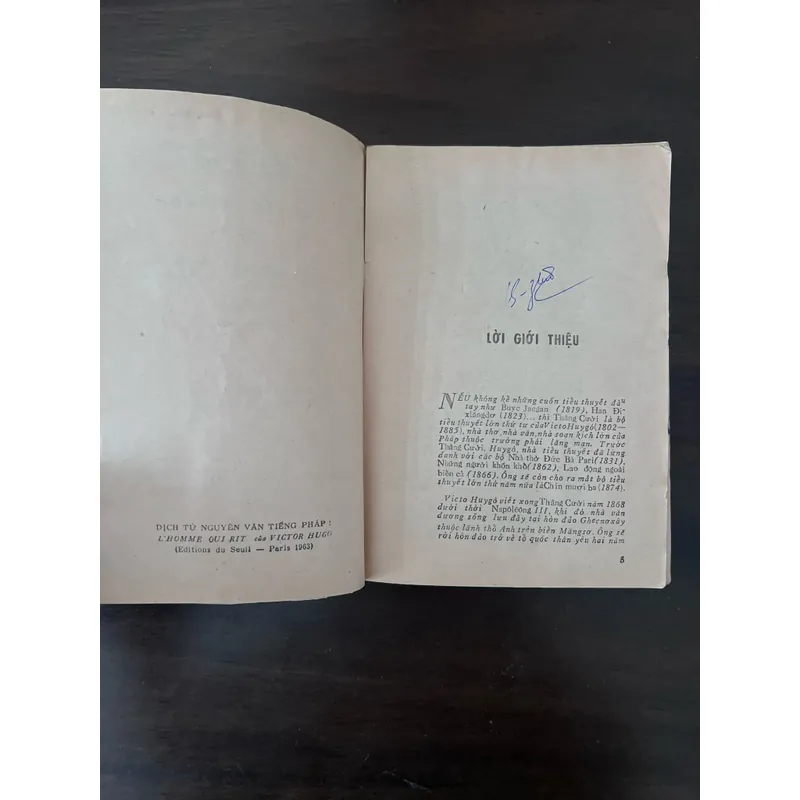 DỊCH TỪ NGUYÊN VĂN TIẾNG PHÁP :
L'HOMME QUI RIT của VICTOR HUGO
(Editions du Seuil — Paris 1963)
LỜI GIỚI THIỆU
NẾU không kể những cuốn tiểu thuyết đầu
tay như Buyc Jacgan (1819), Han Đi-
xlăngđơ (1823)... thì Thằng Cười là bộ
tiểu thuyết lớn thứ tư của Victo Huygô (1802—
1885), nhà thơ, nhà văn, nhà soạn kịch lớn của
Pháp thuộc trường phái lãng mạn. Trước
Thằng Cười, Huygô, nhà tiểu thuyết đã lừng
danh với các bộ Nhà thờ Đức Bà Pari (1831),
Những người khốn khổ (1862), Lao động ngoài
biển cả (1866). Ông sẽ còn cho ra mắt bộ tiểu
thuyết lớn thứ năm nữa là Chín mươi ba (1874).
Victo Huygô viết xong Thằng Cười năm 1868
dưới thời Napôlêông III, khi đó nhà văn
đương sống lưu đày tại hòn đảo Ghecnơxây
thuộc lãnh thổ Anh trên biển Măngsơ. Ông sẽ
rời hòn đảo trở về tổ quốc thân yêu hai năm
5